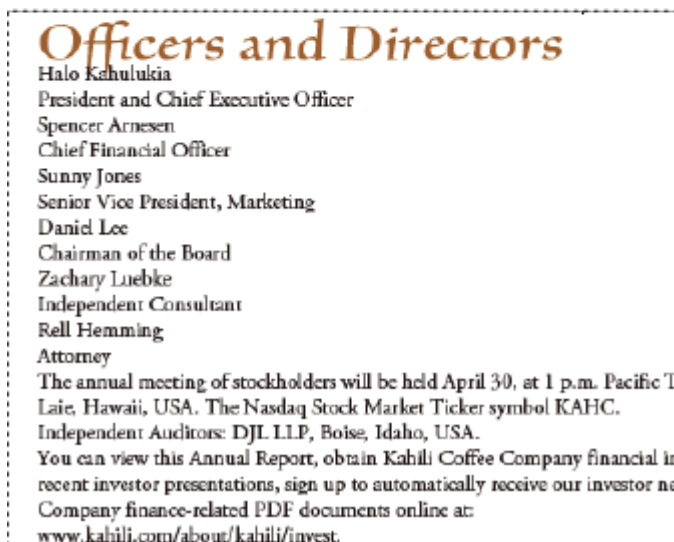 Officers and Directors
Halo Kahulukia
President and Chief Executive Officer
Spencer Arnesen
Chief Financial Officer
Sunny Jones
Senior Vice President, Marketing
Daniel Lee
Chairman of the Board
Zachary Luebke
Independent Consultant
Rell Hemming
Attorney
The annual meeting of stockholders will be held April 30, at 1 p.m. Pacific
Laie, Hawaii, USA. The Nasdaq Stock Market Ticker symbol KAHC.
Independent Auditors: DJL LLP, Boise, Idaho, USA.
You can view this Annual Report, obtain Kahili Coffee Company financial
recent investor presentations, sign up to automatically receive our investor
Company finance-related PDF documents online at:
www.kahili.com/about/kahili/invest.